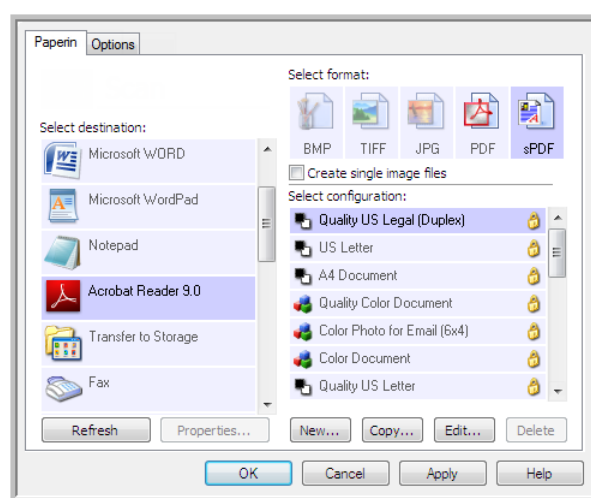 Paperin
Options
Select format:
BMP
TIFF
JPG
PDF
sPDF
Create single image files
Select destination:
Microsoft WORD
Microsoft WordPad
Notepad
Acrobat Reader 9.0
Transfer to Storage
Fax
Select configuration:
Quality US Legal (Duplex)
US Letter
A4 Document
Quality Color Document
Color Photo for Email (6x4)
Color Document
Quality US Letter
Refresh
Properties...
New...
Copy...
Edit...
Delete
OK
Cancel
Apply
Help